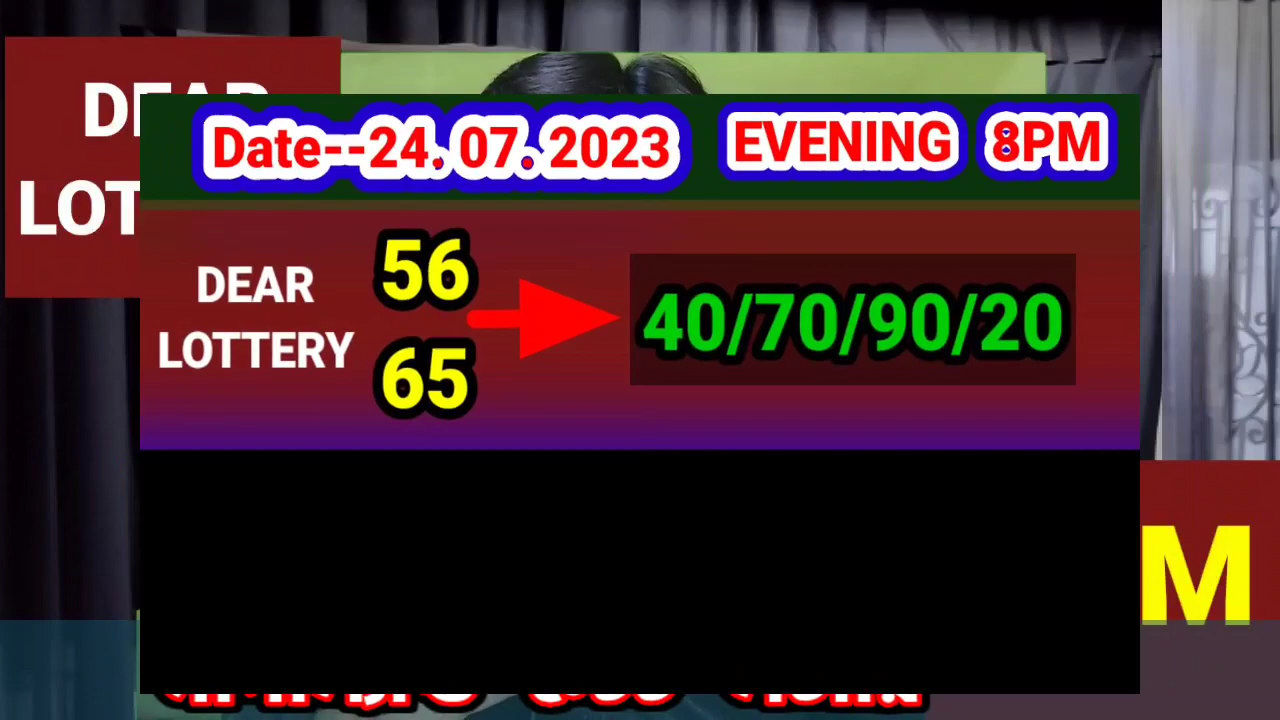 Date--24. 07. 2023 EVENING 8PM
DEAR
LOTTERY
56
65
40/70/90/20